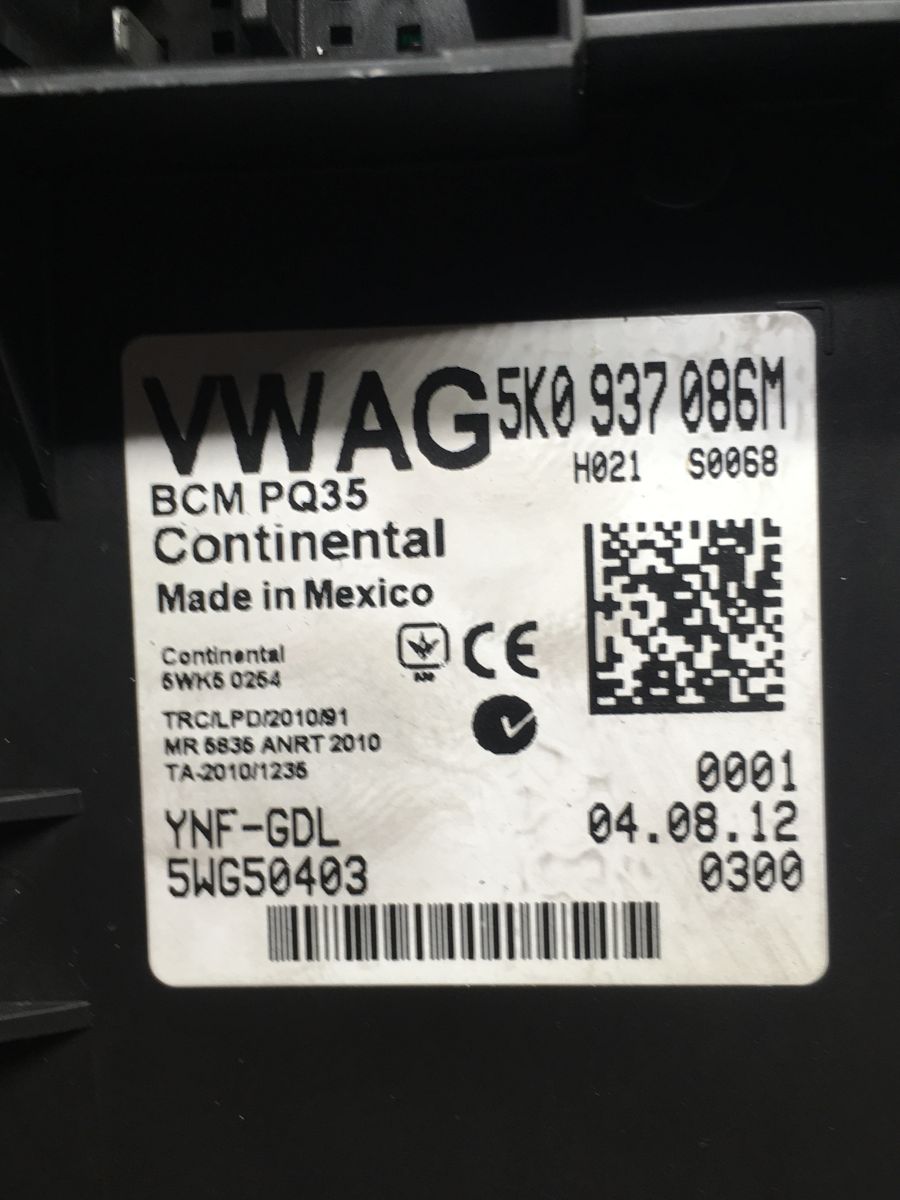 VWAG 5K0 937 086M
H021 S0068
BCM PQ35
Continental
Made in Mexico
Continental
5WK5 0254
TRC/LPD/2010/91
MR 5835 ANRT 2010
TA-2010/1235
CE
0001
YNF-GDL 04.08.12
5WG50403 0300